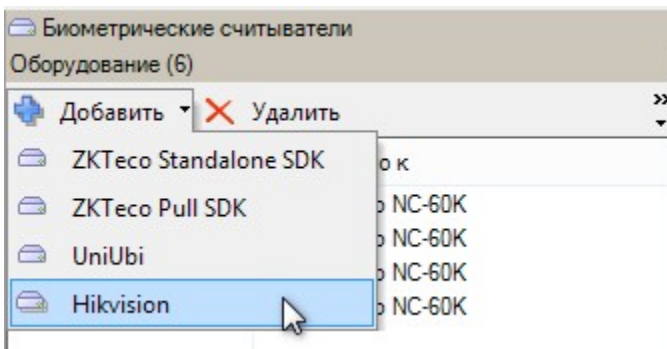 Биометрические считыватели
Оборудование (6)
Добавить Удалить
ZKTeco Standalone SDK
о к
ZKTeco Pull SDK
NC-60K
NC-60K
UniUbi
NC-60K
Hikvision
NC-60K